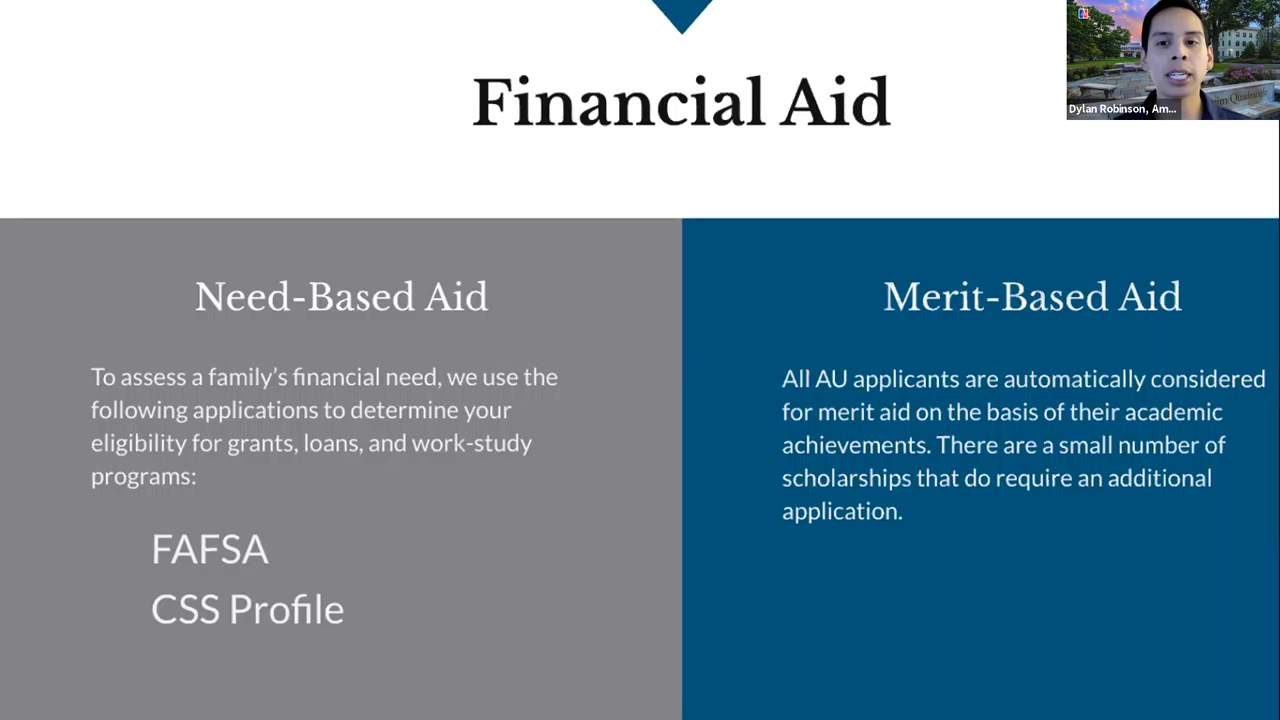 Financial Aid
Dylan Robinson, Am...
Need-Based Aid
To assess a family’s financial need, we use the
following applications to determine your
eligibility for grants, loans, and work-study
programs:
FAFSA
CSS Profile
Merit-Based Aid
All AU applicants are automatically considered
for merit aid on the basis of their academic
achievements. There are a small number of
scholarships that do require an additional
application.